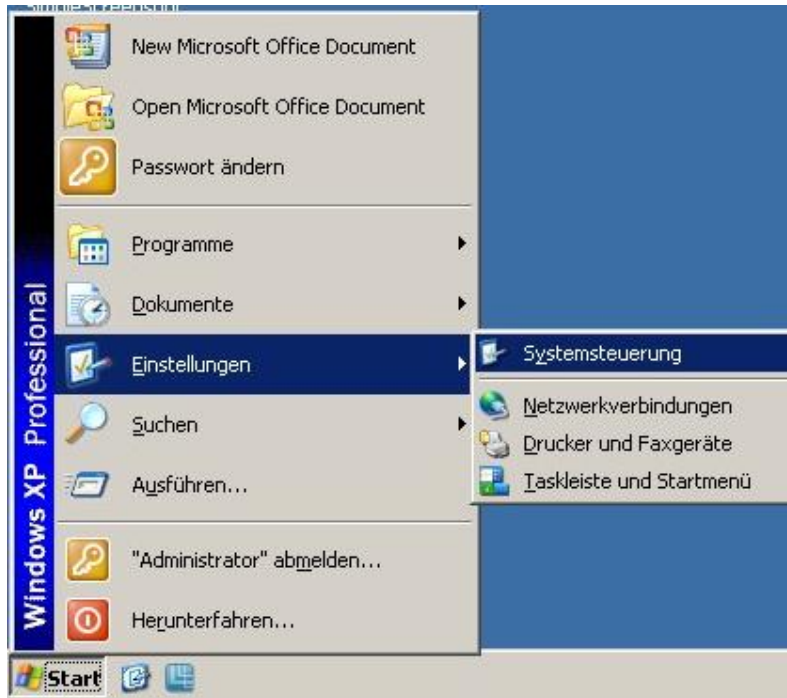 SimpleScreenshot
New Microsoft Office Document
Open Microsoft Office Document
Passwort ändern
Programme
Dokumente
Einstellungen
Suchen
Ausführen...
"Administrator" abmelden...
Herunterfahren...
Systemsteuerung
Netzwerkverbindungen
Drucker und Faxgeräte
Taskleiste und Startmenü
Windows XP Professional
Start